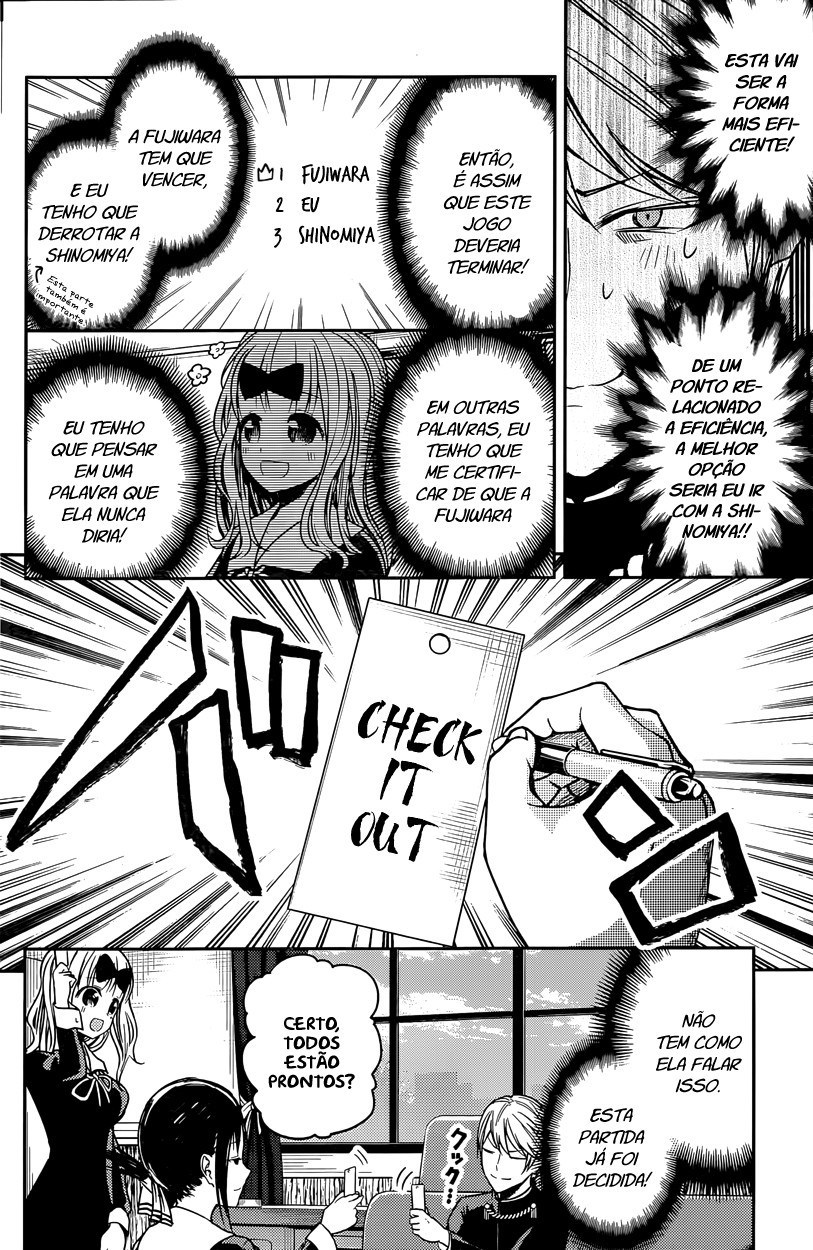 ESTA VAI
SER A
FORMA
MAIS EFI-
CIENTE!
DE UM
PONTO RE-
LACIONADO
A EFICIÊNCIA,
A MELHOR
OPÇÃO
SERIA EU IR
COM A SHI-
NOMIYA!!
ENTÃO,
É ASSIM
QUE ESTE
JOGO
DEVERIA
TERMINAR!
1 FUJIWARA
2 EU
3 SHINOMIYA
A FUJIWARA
TEM QUE
VENCER,
E EU
TENHO QUE
DERROTAR A
SHINOMIYA!
Esta parte
também é
importante!
EM OUTRAS
PALAVRAS, EU
TENHO QUE
ME CERTIFI-
CAR DE QUE A
FUJIWARA
EU TENHO
QUE PENSAR
EM UMA
PALAVRA QUE
ELA NUNCA
DIRIA!
CHECK
IT
OUT
NÃO
TEM COMO
ELA FALAR
ISSO.
ESTA
PARTIDA
JÁ FOI
DECIDIDA!
クックッ…
CERTO,
TODOS
ESTÃO
PRONTOS?